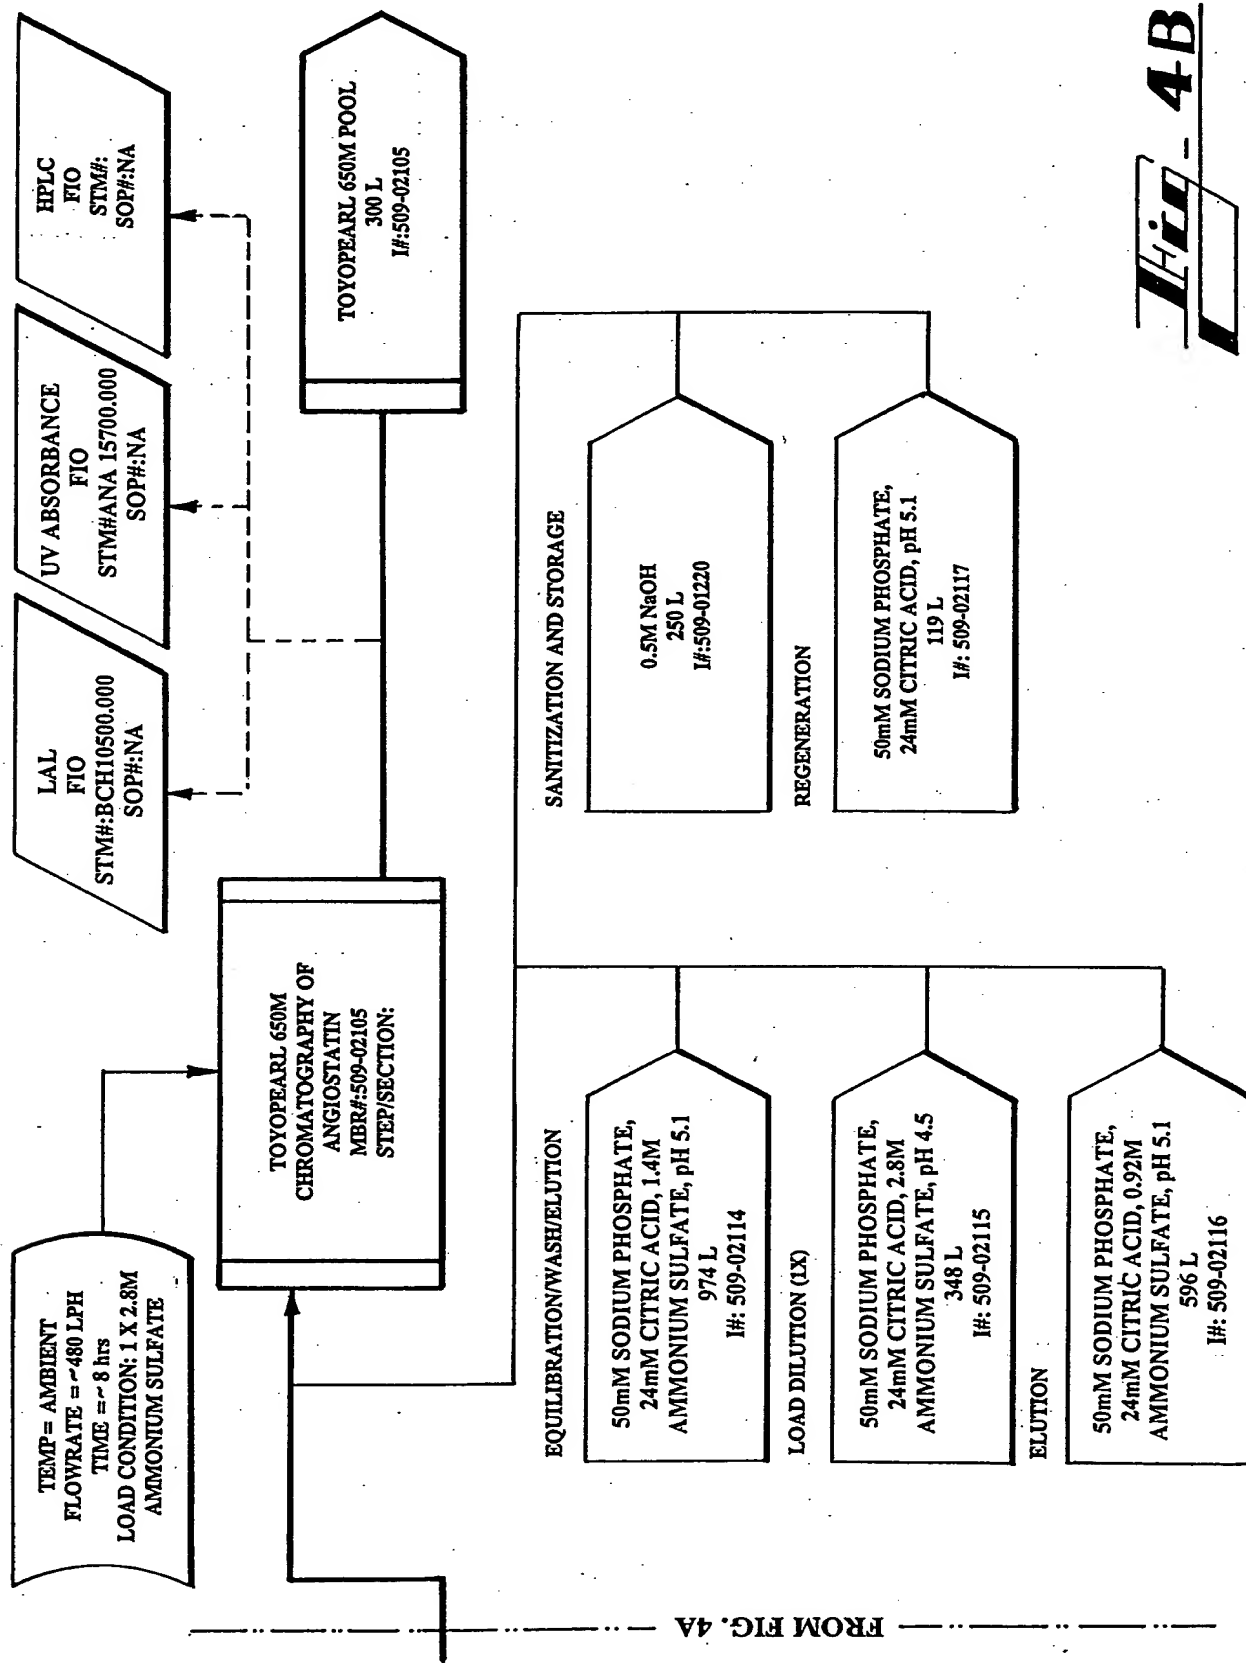 FROM FIG. 4A
TEMP= AMBIENT
FLOWRATE = ~480 LPH
TIME = ~ 8 hrs
LOAD CONDITION: 1 X 2.8M
AMMONIUM SULFATE
LAL
FIO
STM#:BCH10500.000
SOP#:NA
UV ABSORBANCE
FIO
STM#ANA 15700.000
SOP#:NA
HPLC
FIO
STM#:
SOP#:NA
TOYOPEARL 650M
CHROMATOGRAPHY OF
ANGIOSTATIN
MBR#:509-02105
STEP/SECTION:
TOYOPEARL 650M POOL
300 L
I#:509-02105
EQUILIBRATION/WASH/ELUTION
50mM SODIUM PHOSPHATE,
24mM CITRIC ACID, 1.4M
AMMONIUM SULFATE, pH 5.1
974 L
I#: 509-02114
LOAD DILUTION (1X)
50mM SODIUM PHOSPHATE,
24mM CITRIC ACID, 2.8M
AMMONIUM SULFATE, pH 4.5
348 L
I#: 509-02115
ELUTION
50mM SODIUM PHOSPHATE,
24mM CITRIC ACID, 0.92M
AMMONIUM SULFATE, pH 5.1
596 L
I#: 509-02116
SANITIZATION AND STORAGE
0.5M NaOH
250 L
I#:509-01220
REGENERATION
50mM SODIUM PHOSPHATE,
24mM CITRIC ACID, pH 5.1
119 L
I#: 509-02117
Fig_ 4B